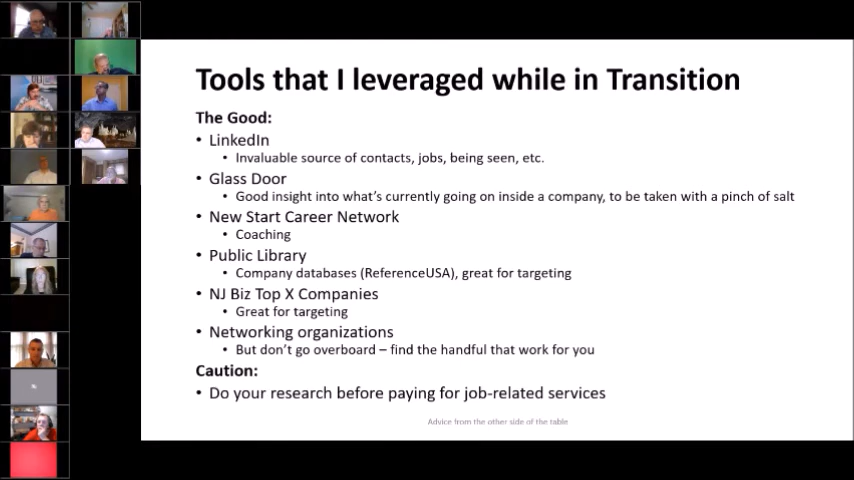 Tools that I leveraged while in Transition
The Good:
• LinkedIn
• Invaluable source of contacts, jobs, being seen, etc.
• Glass Door
• Good insight into what's currently going on inside a company, to be taken with a pinch of salt
• New Start Career Network
• Coaching
• Public Library
• Company databases (ReferenceUSA), great for targeting
• NJ Biz Top X Companies
• Great for targeting
• Networking organizations
• But don't go overboard – find the handful that work for you
Caution:
• Do your research before paying for job-related services
Advice from the other side of the table